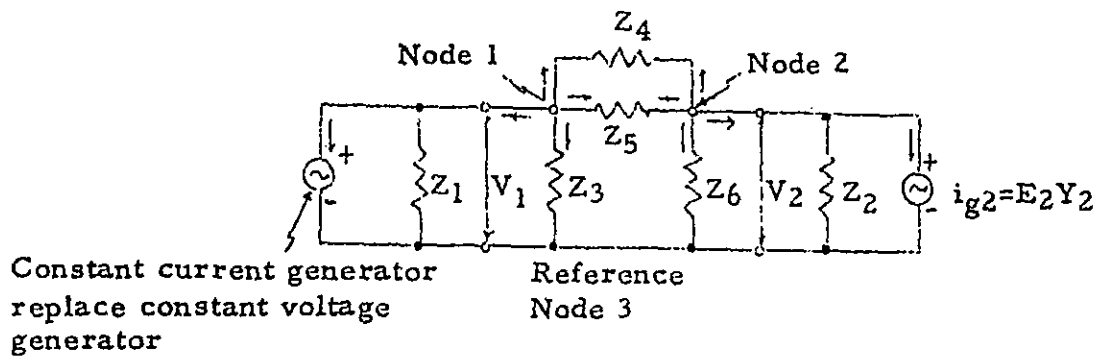 Z4
Node 1
Node 2
Z5
+
-
Z1
V1
Z3
Z6
V2
Z2
+
-
ig2=E2Y2
Constant current generator
replace constant voltage
generator
Reference
Node 3